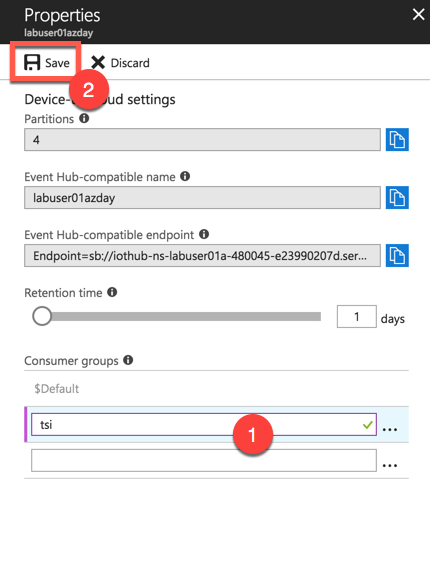 Properties
labuser01azday
Save
Discard
2
Device- oud settings
Partitions
4
Event Hub-compatible name
labuser01azday
Event Hub-compatible endpoint
Endpoint=sb://iothub-ns-labuser01a-480045-e23990207d.ser...
Retention time
1 days
Consumer groups
$Default
tsi
1